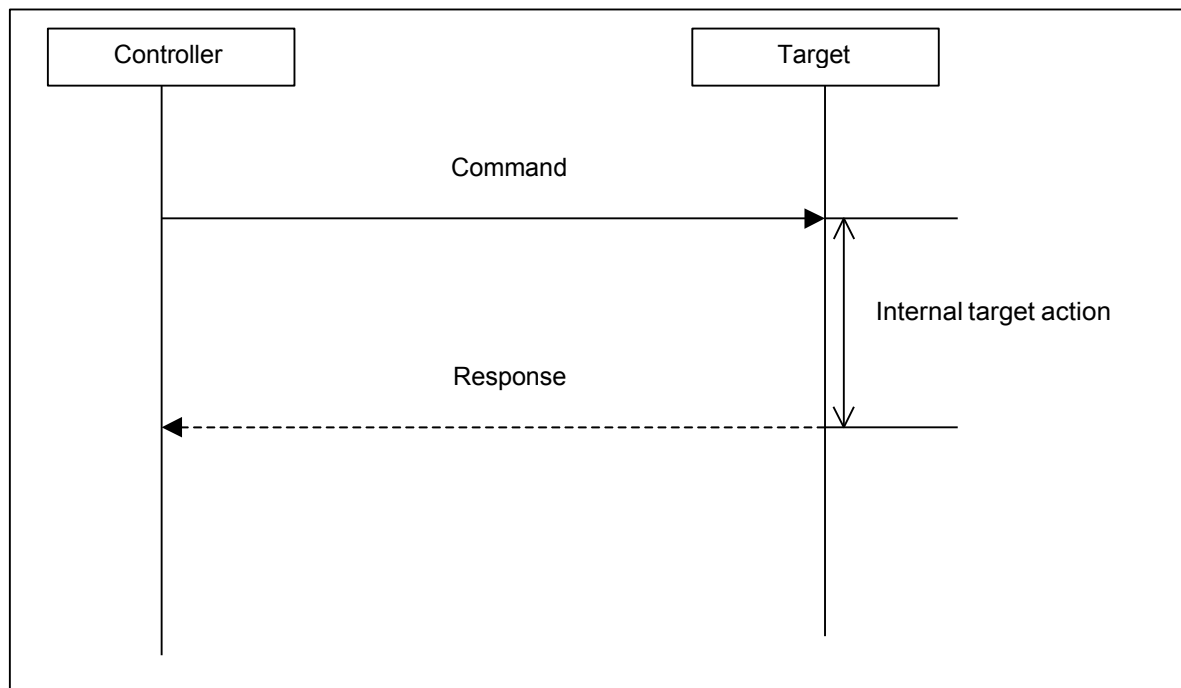 Controller
Target
Command
Internal target action
Response